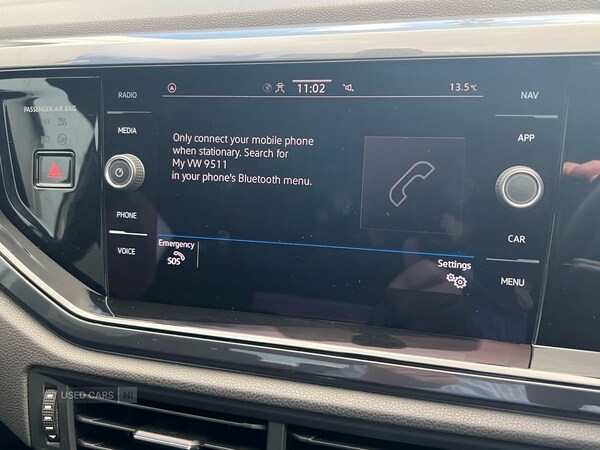 PASSENGER AIR BAG
RADIO
MEDIA
PHONE
VOICE
11:02
13.5°C
Only connect your mobile phone
when stationary. Search for
My VW 9511
in your phone's Bluetooth menu.
Emergency
SOS
Settings
NAV
APP
CAR
MENU
USED CARS NI